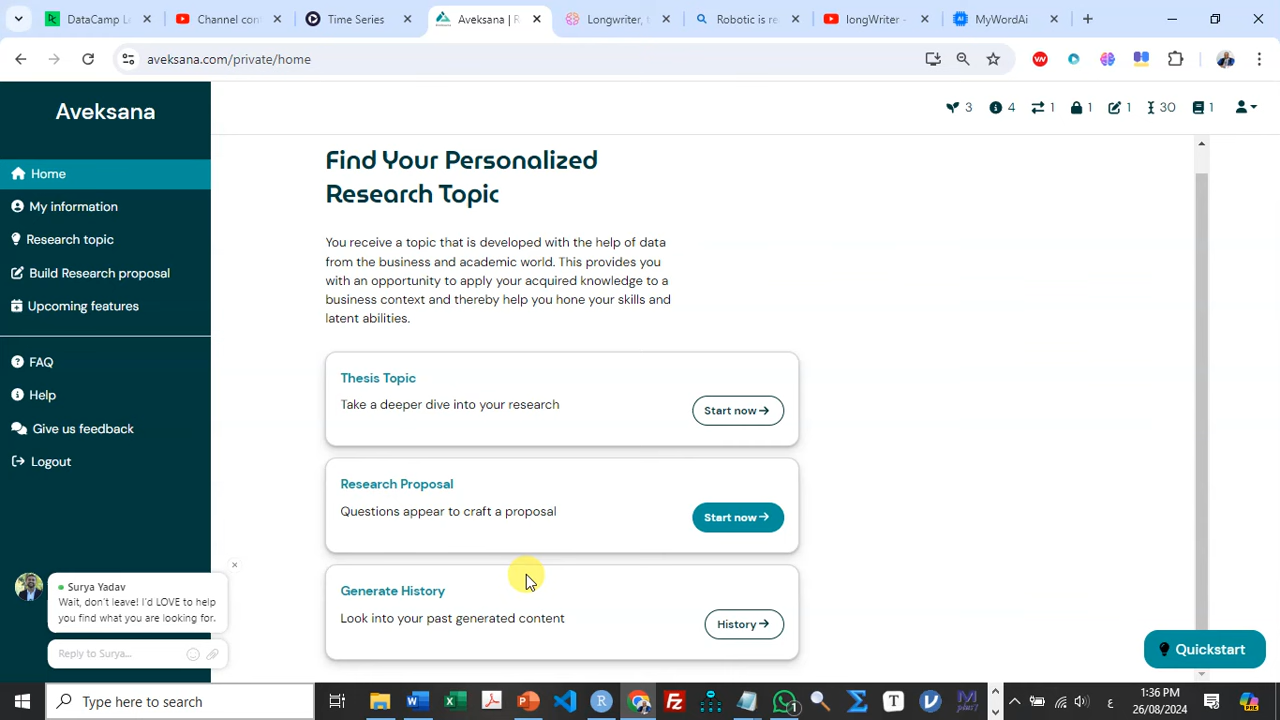 DataCamp Li
Channel con
Time Series
Aveksana | R
Longwriter, t
Robotic is re
longWriter -
MyWordAi
aveksana.com/private/home
Aveksana
3
4
1
1
1
30
1
Home
My information
Research topic
Build Research proposal
Upcoming features
FAQ
Help
Give us feedback
Logout
Find Your Personalized
Research Topic
You receive a topic that is developed with the help of data
from the business and academic world. This provides you
with an opportunity to apply your acquired knowledge to a
business context and thereby help you hone your skills and
latent abilities.
Thesis Topic
Take a deeper dive into your research
Start now
Research Proposal
Questions appear to craft a proposal
Start now
Generate History
Look into your past generated content
History
Surya Yadav
Wait, don't leave! I'd LOVE to help
you find what you are looking for.
Reply to Surya...
Quickstart
Type here to search
1
ع
1:36 PM
26/08/2024